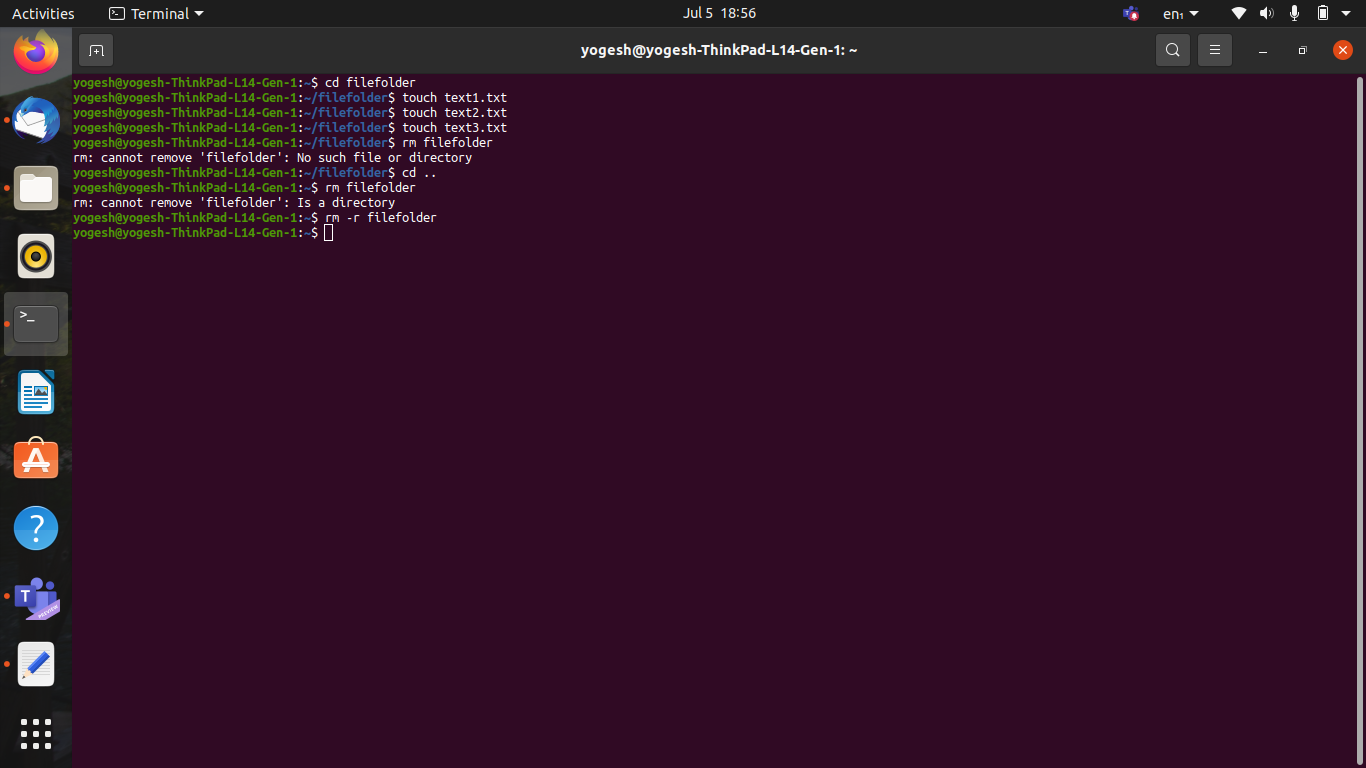 Activities
Terminal
Jul 5 18:56
en₁
yogesh@yogesh-ThinkPad-L14-Gen-1: ~
yogesh@yogesh-ThinkPad-L14-Gen-1:~$ cd filefolder
yogesh@yogesh-ThinkPad-L14-Gen-1:~/filefolder$ touch text1.txt
yogesh@yogesh-ThinkPad-L14-Gen-1:~/filefolder$ touch text2.txt
yogesh@yogesh-ThinkPad-L14-Gen-1:~/filefolder$ touch text3.txt
yogesh@yogesh-ThinkPad-L14-Gen-1:~/filefolder$ rm filefolder
rm: cannot remove 'filefolder': No such file or directory
yogesh@yogesh-ThinkPad-L14-Gen-1:~/filefolder$ cd ..
yogesh@yogesh-ThinkPad-L14-Gen-1:~$ rm filefolder
rm: cannot remove 'filefolder': Is a directory
yogesh@yogesh-ThinkPad-L14-Gen-1:~$ rm -r filefolder
yogesh@yogesh-ThinkPad-L14-Gen-1:~$
>_
A
?
T
PREVIEW